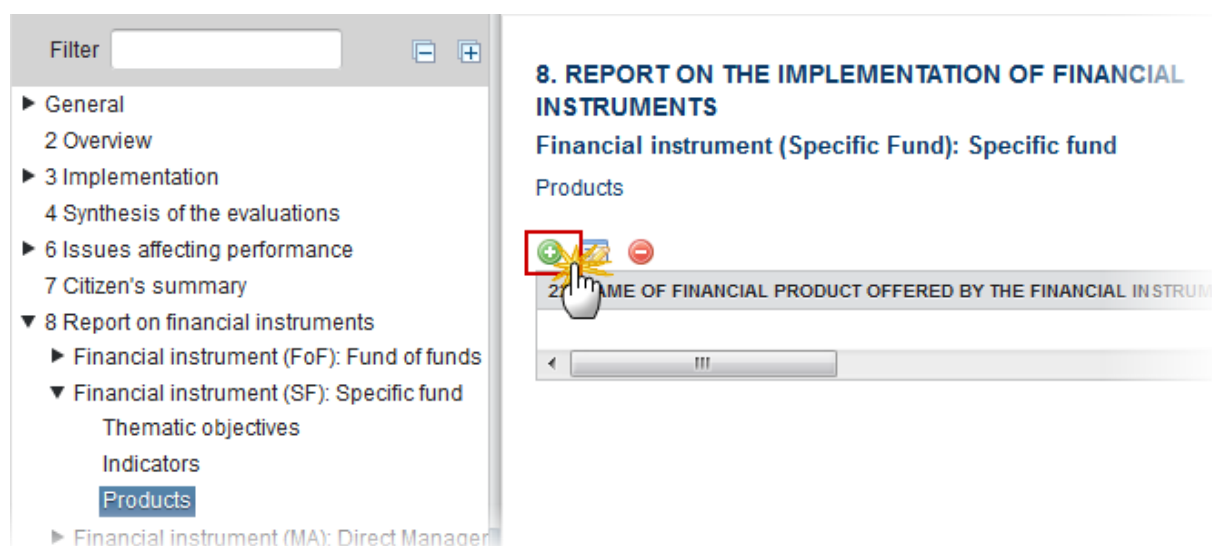 Filter
General
2 Overview
3 Implementation
4 Synthesis of the evaluations
6 Issues affecting performance
7 Citizen's summary
8 Report on financial instruments
Financial instrument (FoF): Fund of funds
Financial instrument (SF): Specific fund
Thematic objectives
Indicators
Products
Financial instrument (MA): Direct Manager
8. REPORT ON THE IMPLEMENTATION OF FINANCIAL
INSTRUMENTS
Financial instrument (Specific Fund): Specific fund
Products
OF FINANCIAL PRODUCT OFFERED BY THE FINANCIAL INSTRUM